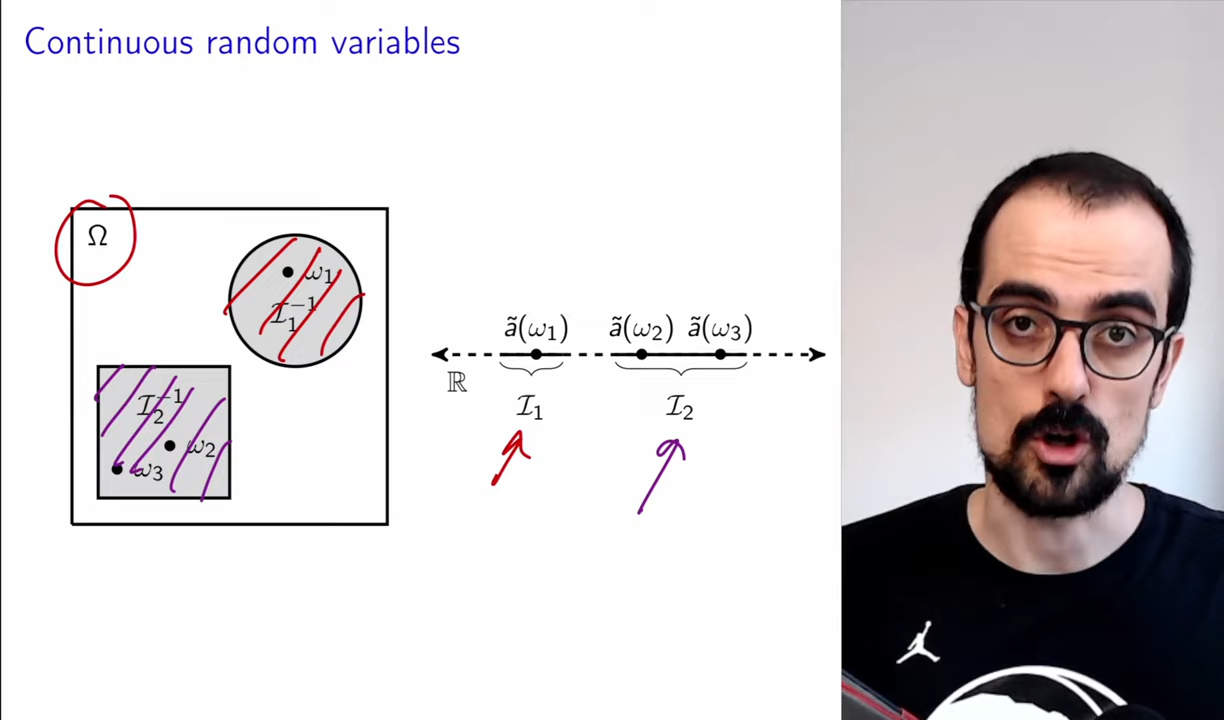 Continuous random variables
Ω
ω₁
ℐ₁⁻¹
ã(ω₁) ã(ω₂) ã(ω₃)
ℝ
ℐ₁ ℐ₂
ℐ₂⁻¹
ω₂
ω₃